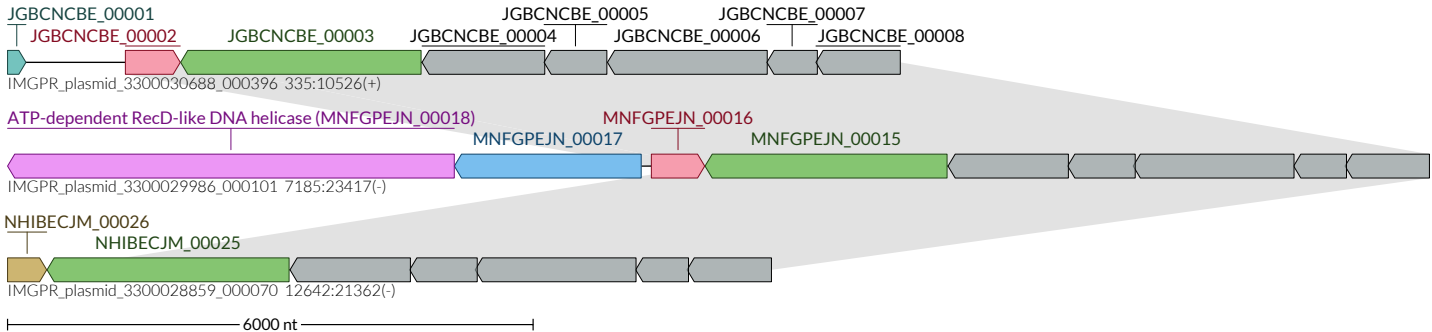 JGBCNCBE_00001 JGBCNCBE_00005 JGBCNCBE_00007
JGBCNCBE_00002 JGBCNCBE_00003 JGBCNCBE_00004 JGBCNCBE_00006 JGBCNCBE_00008
IMGPR_plasmid_3300030688_000396 335:10526(+)
ATP-dependent RecD-like DNA helicase (MNFGPEJN_00018) MNFGPEJN_00016
MNFGPEJN_00017 MNFGPEJN_00015
IMGPR_plasmid_3300029986_000101 7185:23417(-)
NHIBECJM_00026
NHIBECJM_00025
IMGPR_plasmid_3300028859_000070 12642:21362(-)
6000 nt